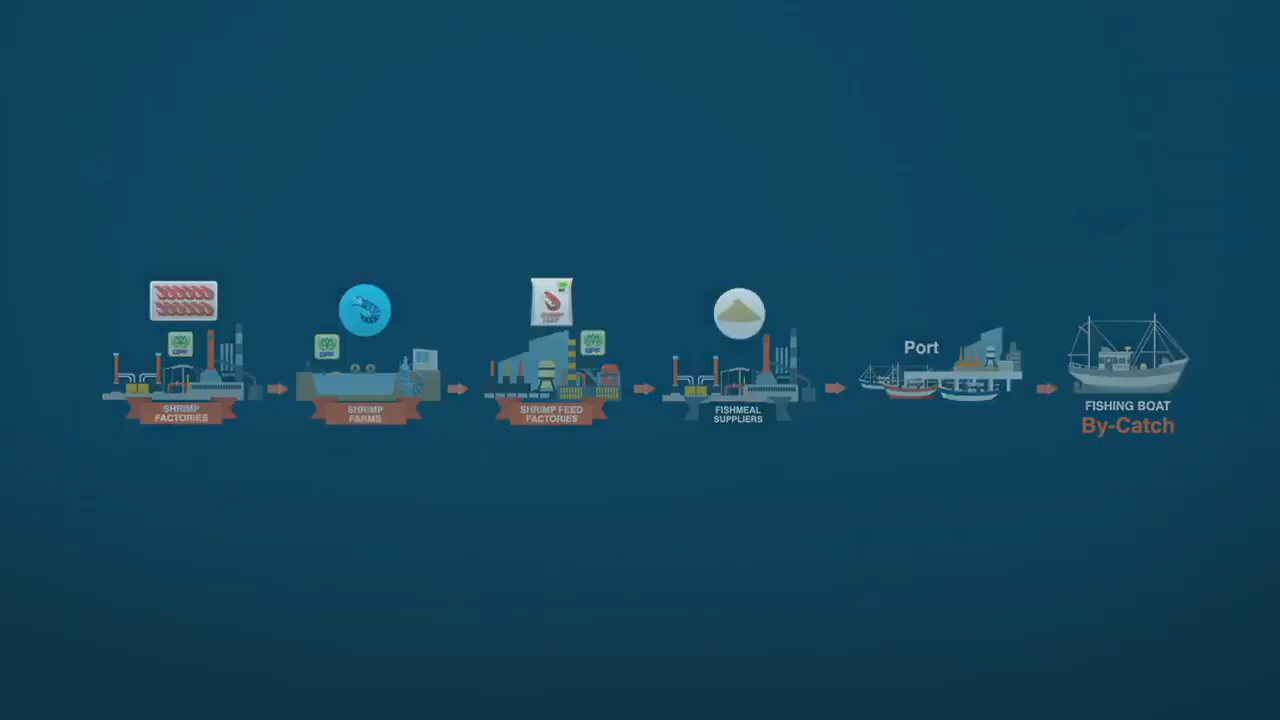 SHRIMP
FACTORIES
SHRIMP
FARMS
SHRIMP FEED
FACTORIES
FISHMEAL
SUPPLIERS
Port
FISHING BOAT
By-Catch